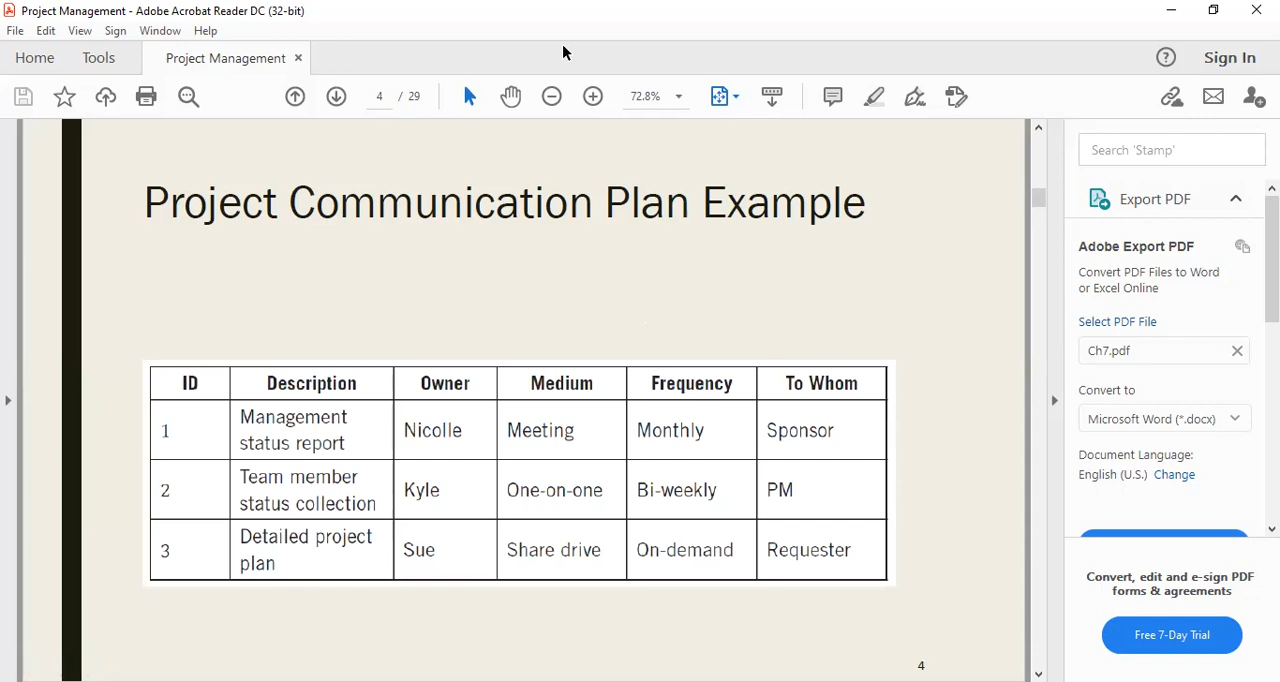 Project Management - Adobe Acrobat Reader DC (32-bit)
File Edit View Sign Window Help
Home Tools Project Management × ? Sign In
4 / 29 72.8%
Project Communication Plan Example
ID Description Owner Medium Frequency To Whom
1 Management status report Nicolle Meeting Monthly Sponsor
2 Team member status collection Kyle One-on-one Bi-weekly PM
3 Detailed project plan Sue Share drive On-demand Requester
4
Search 'Stamp'
Export PDF
Adobe Export PDF
Convert PDF Files to Word
or Excel Online
Select PDF File
Ch7.pdf
Convert to
Microsoft Word (*.docx)
Document Language:
English (U.S.) Change
Convert, edit and e-sign PDF
forms & agreements
Free 7-Day Trial